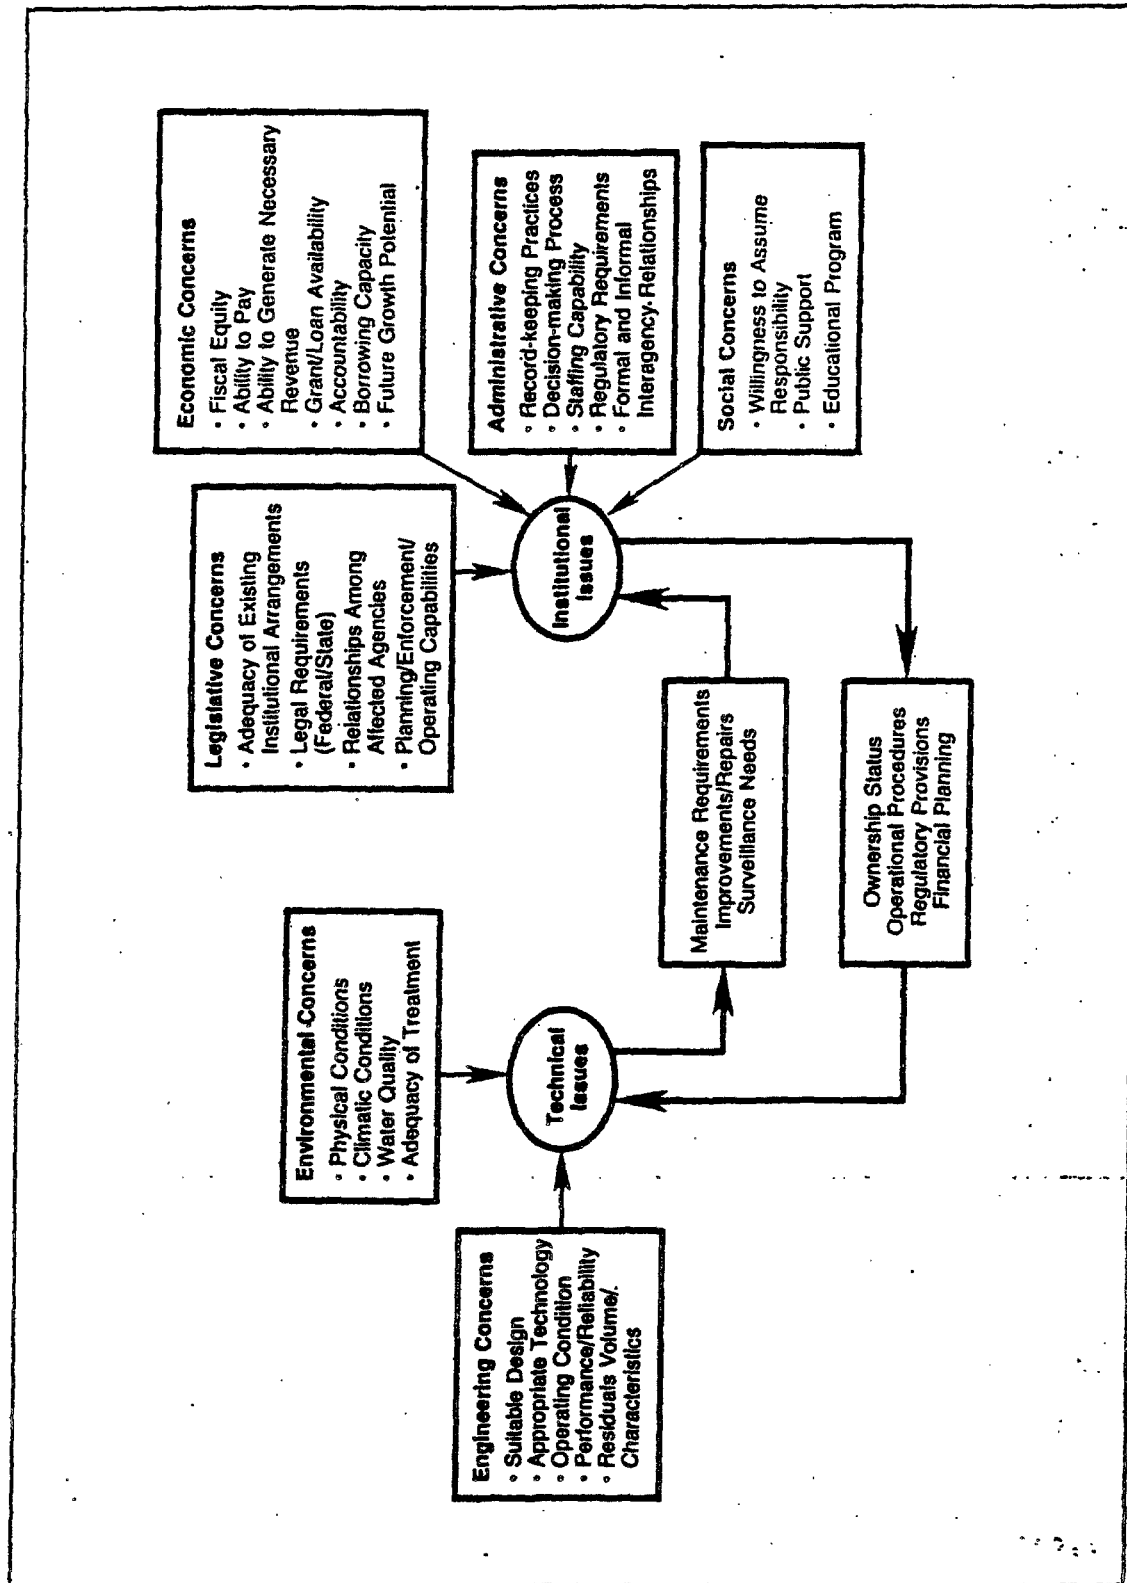 Engineering Concerns
• Suitable Design
• Appropriate Technology
• Operating Condition
• Performance/Reliability
• Residuals Volume/
Characteristics
Environmental Concerns
• Physical Conditions
• Climatic Conditions
• Water Quality
• Adequacy of Treatment
Technical
Issues
Legislative Concerns
• Adequacy of Existing
Institutional Arrangements
• Legal Requirements
(Federal/State)
• Relationships Among
Affected Agencies
• Planning/Enforcement/
Operating Capabilities
Economic Concerns
• Fiscal Equity
• Ability to Pay
• Ability to Generate Necessary
Revenue
• Grant/Loan Availability
• Accountability
• Borrowing Capacity
• Future Growth Potential
Institutional
Issues
Administrative Concerns
• Record-keeping Practices
• Decision-making Process
• Staffing Capability
• Regulatory Requirements
• Formal and Informal
Interagency Relationships
Social Concerns
• Willingness to Assume
Responsibility
• Public Support
• Educational Program
Maintenance Requirements
Improvements/Repairs
Surveillance Needs
Ownership Status
Operational Procedures
Regulatory Provisions
Financial Planning